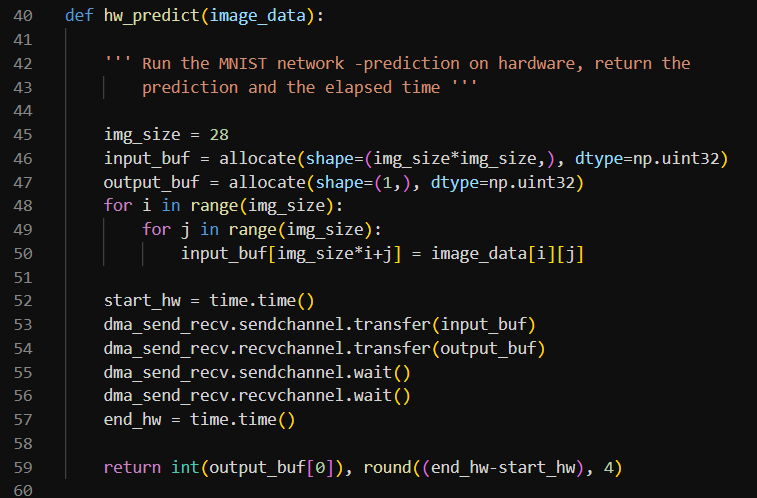 40 def hw_predict(image_data):
41
42 ''' Run the MNIST network -prediction on hardware, return the
43 prediction and the elapsed time '''
44
45 img_size = 28
46 input_buf = allocate(shape=(img_size*img_size,), dtype=np.uint32)
47 output_buf = allocate(shape=(1,), dtype=np.uint32)
48 for i in range(img_size):
49 for j in range(img_size):
50 input_buf[img_size*i+j] = image_data[i][j]
51
52 start_hw = time.time()
53 dma_send_recv.sendchannel.transfer(input_buf)
54 dma_send_recv.recvchannel.transfer(output_buf)
55 dma_send_recv.sendchannel.wait()
56 dma_send_recv.recvchannel.wait()
57 end_hw = time.time()
58
59 return int(output_buf[0]), round((end_hw-start_hw), 4)
60